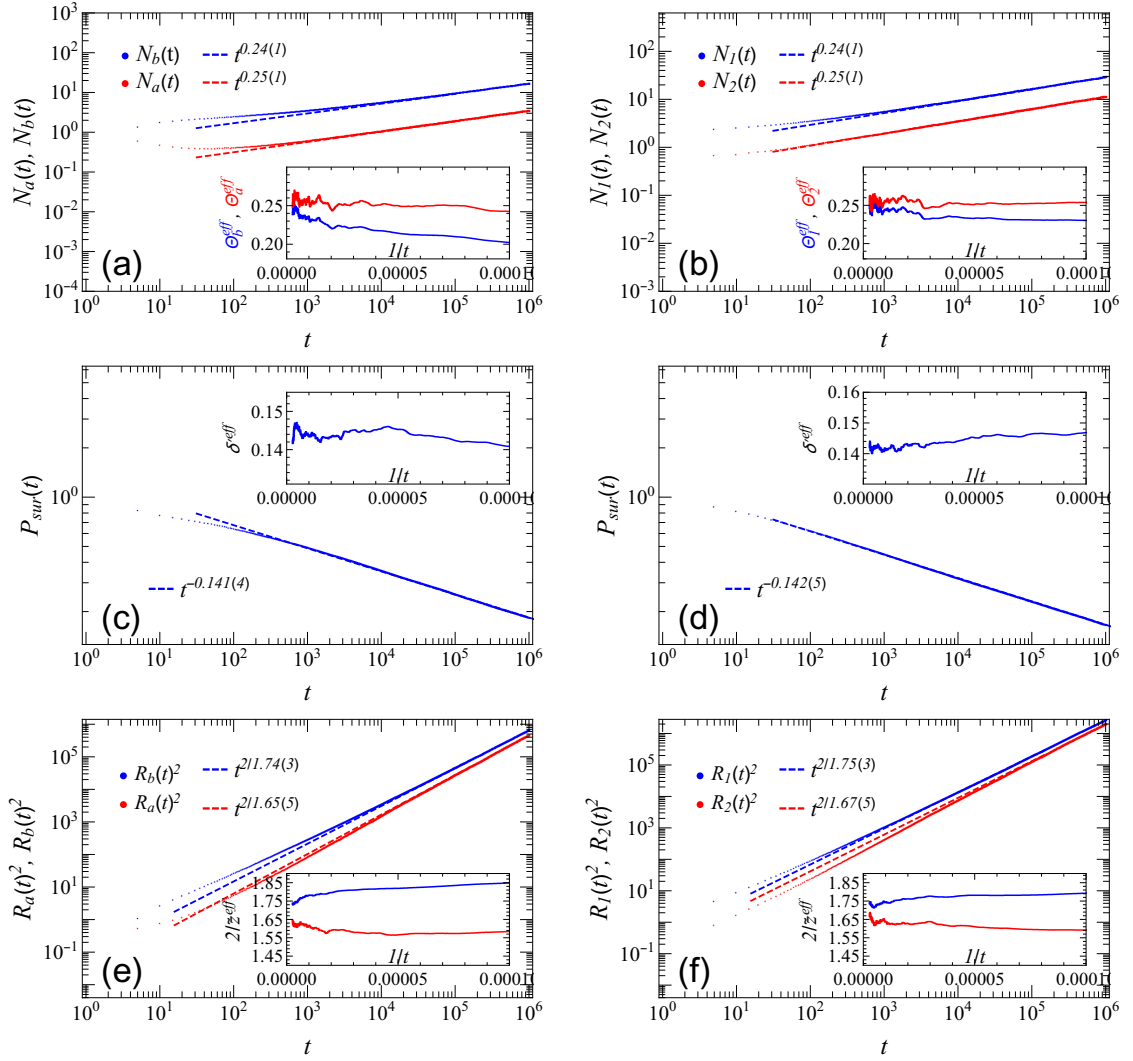 N_b(t) t^{0.24(1)}
N_a(t) t^{0.25(1)}
N_a(t), N_b(t)
10^3
10^2
10^1
10^0
10^{-1}
10^{-2}
10^{-3}
10^{-4}
Θ_b^{eff}, Θ_a^{eff}
0.25
0.20
1/t
0.00000 0.00005 0.00010
(a)
10^0 10^1 10^2 10^3 10^4 10^5 10^6
t
N_1(t) t^{0.24(1)}
N_2(t) t^{0.25(1)}
N_1(t), N_2(t)
10^2
10^1
10^0
10^{-1}
10^{-2}
10^{-3}
Θ_1^{eff}, Θ_2^{eff}
0.25
0.20
1/t
0.00000 0.00005 0.00010
(b)
10^0 10^1 10^2 10^3 10^4 10^5 10^6
t
P_{sur}(t)
10^0
δ'^{eff}
0.15
0.14
1/t
0.00000 0.00005 0.00010
t^{-0.141(4)}
(c)
10^0 10^1 10^2 10^3 10^4 10^5 10^6
t
P_{sur}(t)
10^0
δ'^{eff}
0.16
0.15
0.14
1/t
0.00000 0.00005 0.00010
t^{-0.142(5)}
(d)
10^0 10^1 10^2 10^3 10^4 10^5 10^6
t
R_b(t)^2 t^{2/1.74(3)}
R_a(t)^2 t^{2/1.65(5)}
R_a(t)^2, R_b(t)^2
10^5
10^3
10^1
10^{-1}
2/z^{eff}
1.85
1.75
1.65
1.55
1.45
1/t
0.00000 0.00005 0.00010
(e)
10^0 10^1 10^2 10^3 10^4 10^5 10^6
t
R_1(t)^2 t^{2/1.75(3)}
R_2(t)^2 t^{2/1.67(5)}
R_1(t)^2, R_2(t)^2
10^5
10^3
10^1
10^{-1}
2/z^{eff}
1.85
1.75
1.65
1.55
1.45
1/t
0.00000 0.00005 0.00010
(f)
10^0 10^1 10^2 10^3 10^4 10^5 10^6
t